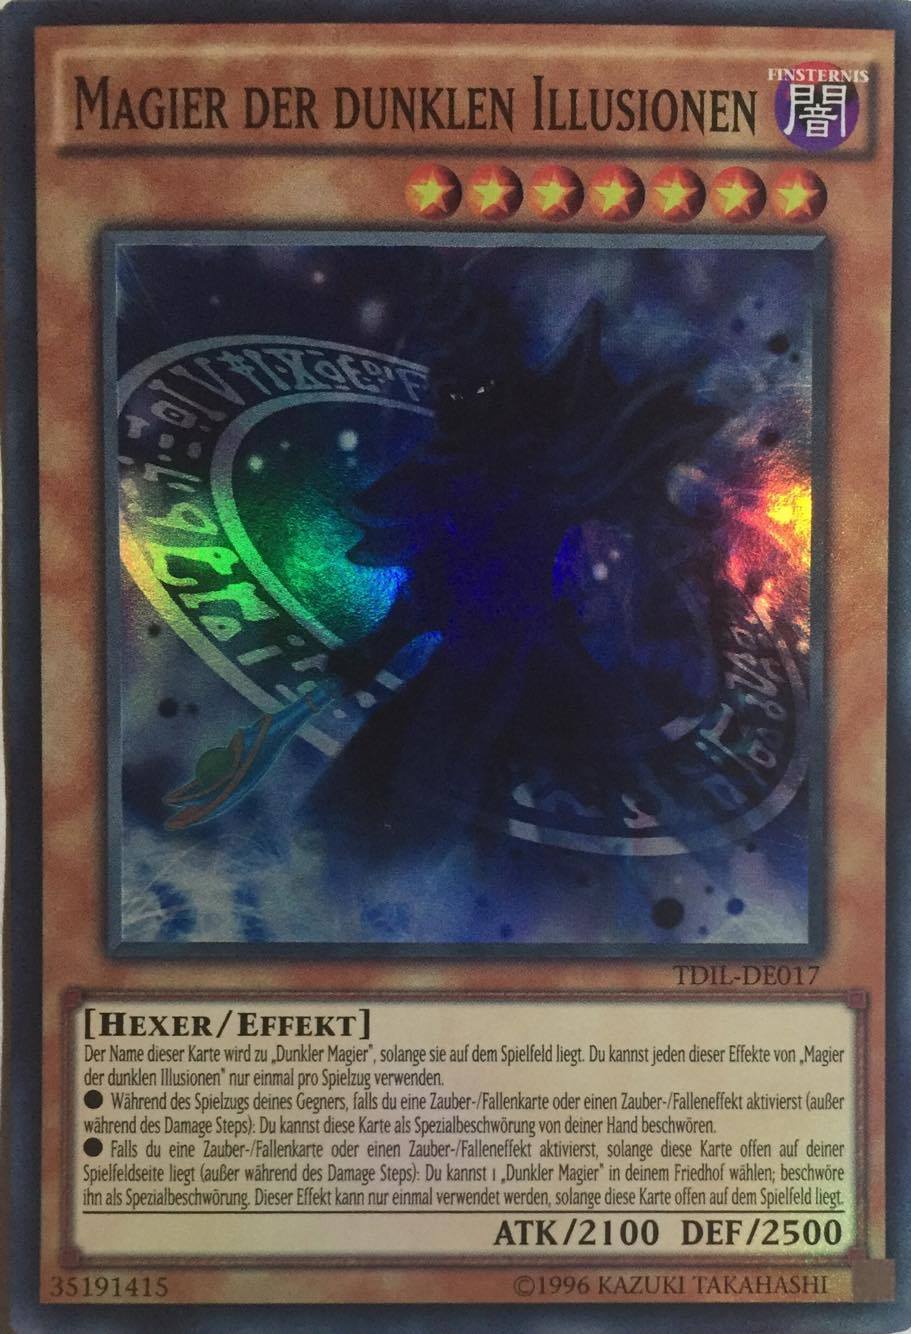 MAGIER DER DUNKLEN ILLUSIONEN
FINSTERNIS
闇
TDIL-DE017
[HEXER/EFFEKT]
Der Name dieser Karte wird zu „Dunkler Magier", solange sie auf dem Spielfeld liegt. Du kannst jeden dieser Effekte von „Magier
der dunklen Illusionen" nur einmal pro Spielzug verwenden.
● Während des Spielzugs deines Gegners, falls du eine Zauber-/Fallenkarte oder einen Zauber-/Falleneffekt aktivierst (außer
während des Damage Steps): Du kannst diese Karte als Spezialbeschwörung von deiner Hand beschwören.
● Falls du eine Zauber-/Fallenkarte oder einen Zauber-/Falleneffekt aktivierst, solange diese Karte offen auf deiner
Spielfeldseite liegt (außer während des Damage Steps): Du kannst 1 „Dunkler Magier" in deinem Friedhof wählen; beschwöre
ihn als Spezialbeschwörung. Dieser Effekt kann nur einmal verwendet werden, solange diese Karte offen auf dem Spielfeld liegt.
ATK/2100 DEF/2500
35191415
©1996 KAZUKI TAKAHASHI